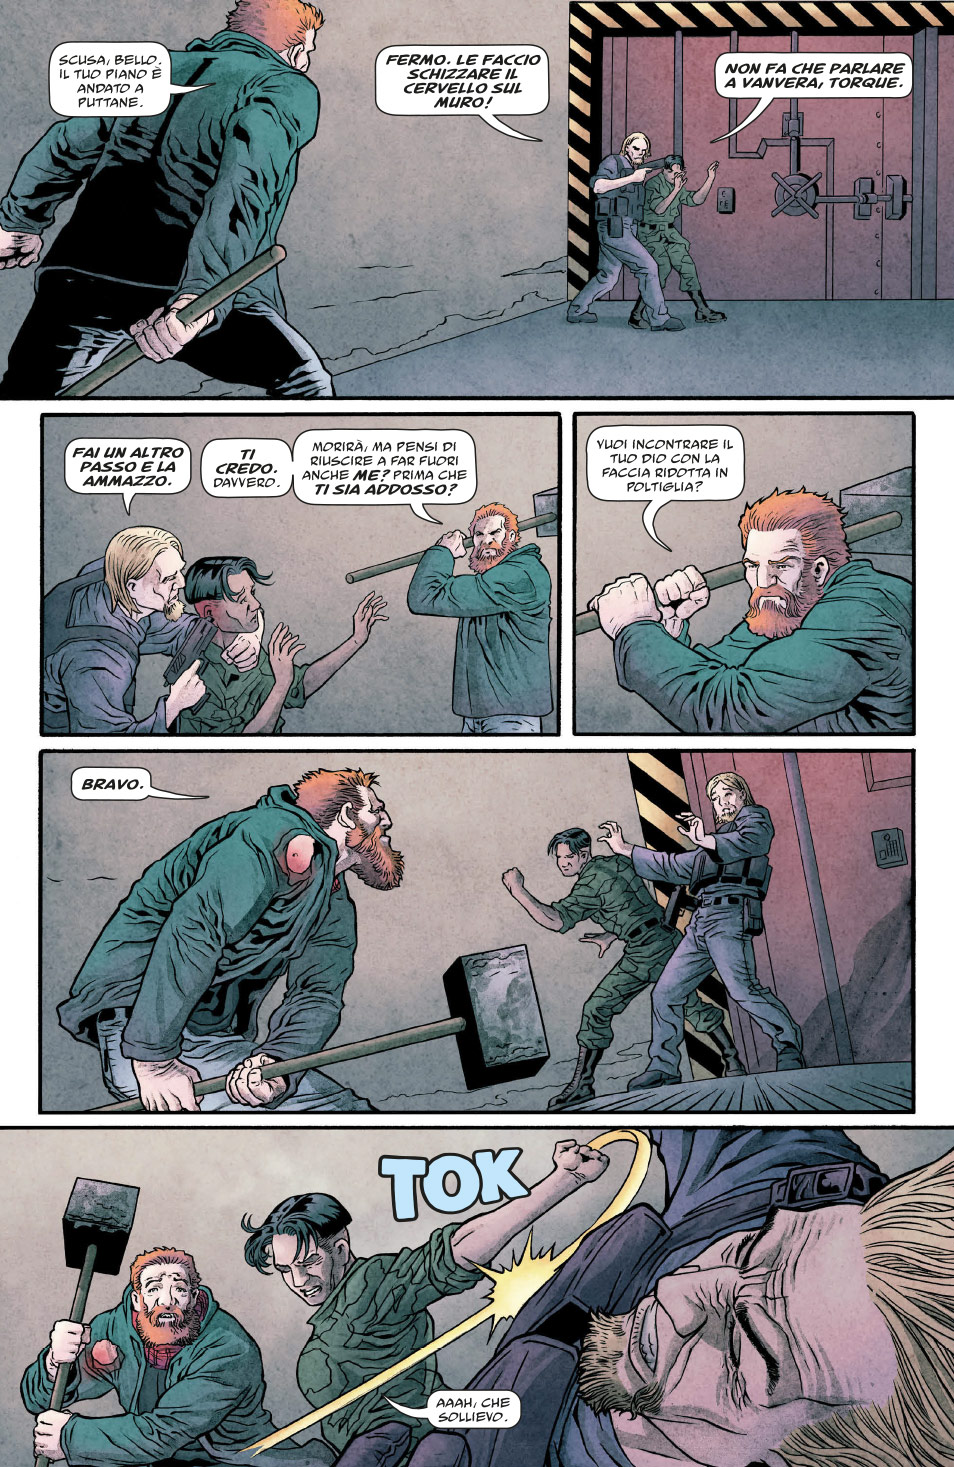 SCUSA, BELLO.
IL TUO PIANO È
ANDATO A
PUTTANE.
FERMO. LE FACCIO
SCHIZZARE IL
CERVELLO SUL
MURO!
NON FA CHE PARLARE
A VANVERA, TORQUE.
FAI UN ALTRO
PASSO E LA
AMMAZZO.
TI
CREDO.
DAVVERO.
MORIRÀ, MA PENSI DI
RIUSCIRE A FAR FUORI
ANCHE ME? PRIMA CHE
TI SIA ADDOSSO?
VUOI INCONTRARE IL
TUO DIO CON LA
FACCIA RIDOTTA IN
POLTIGLIA?
BRAVO.
TOK
AAAH, CHE
SOLLIEVO.